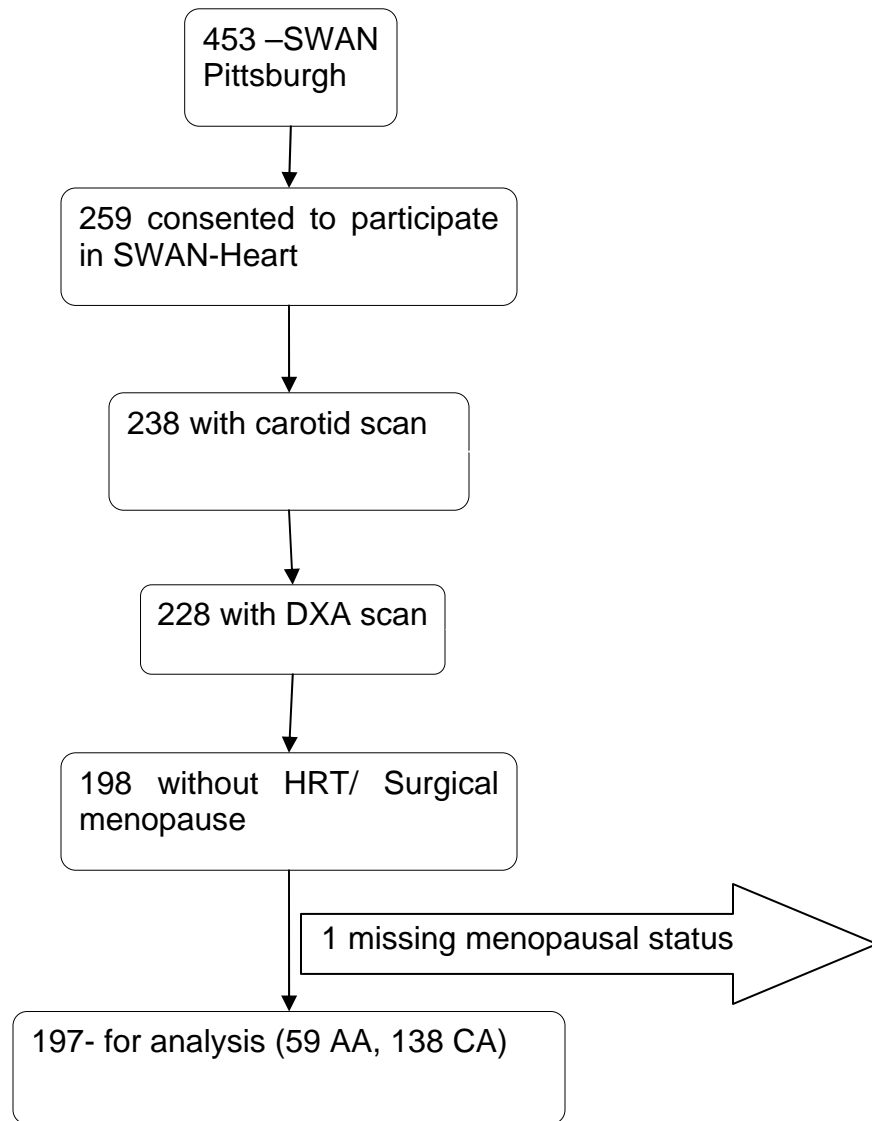 453 –SWAN
Pittsburgh
259 consented to participate
in SWAN-Heart
238 with carotid scan
228 with DXA scan
198 without HRT/ Surgical
menopause
1 missing menopausal status
197- for analysis (59 AA, 138 CA)